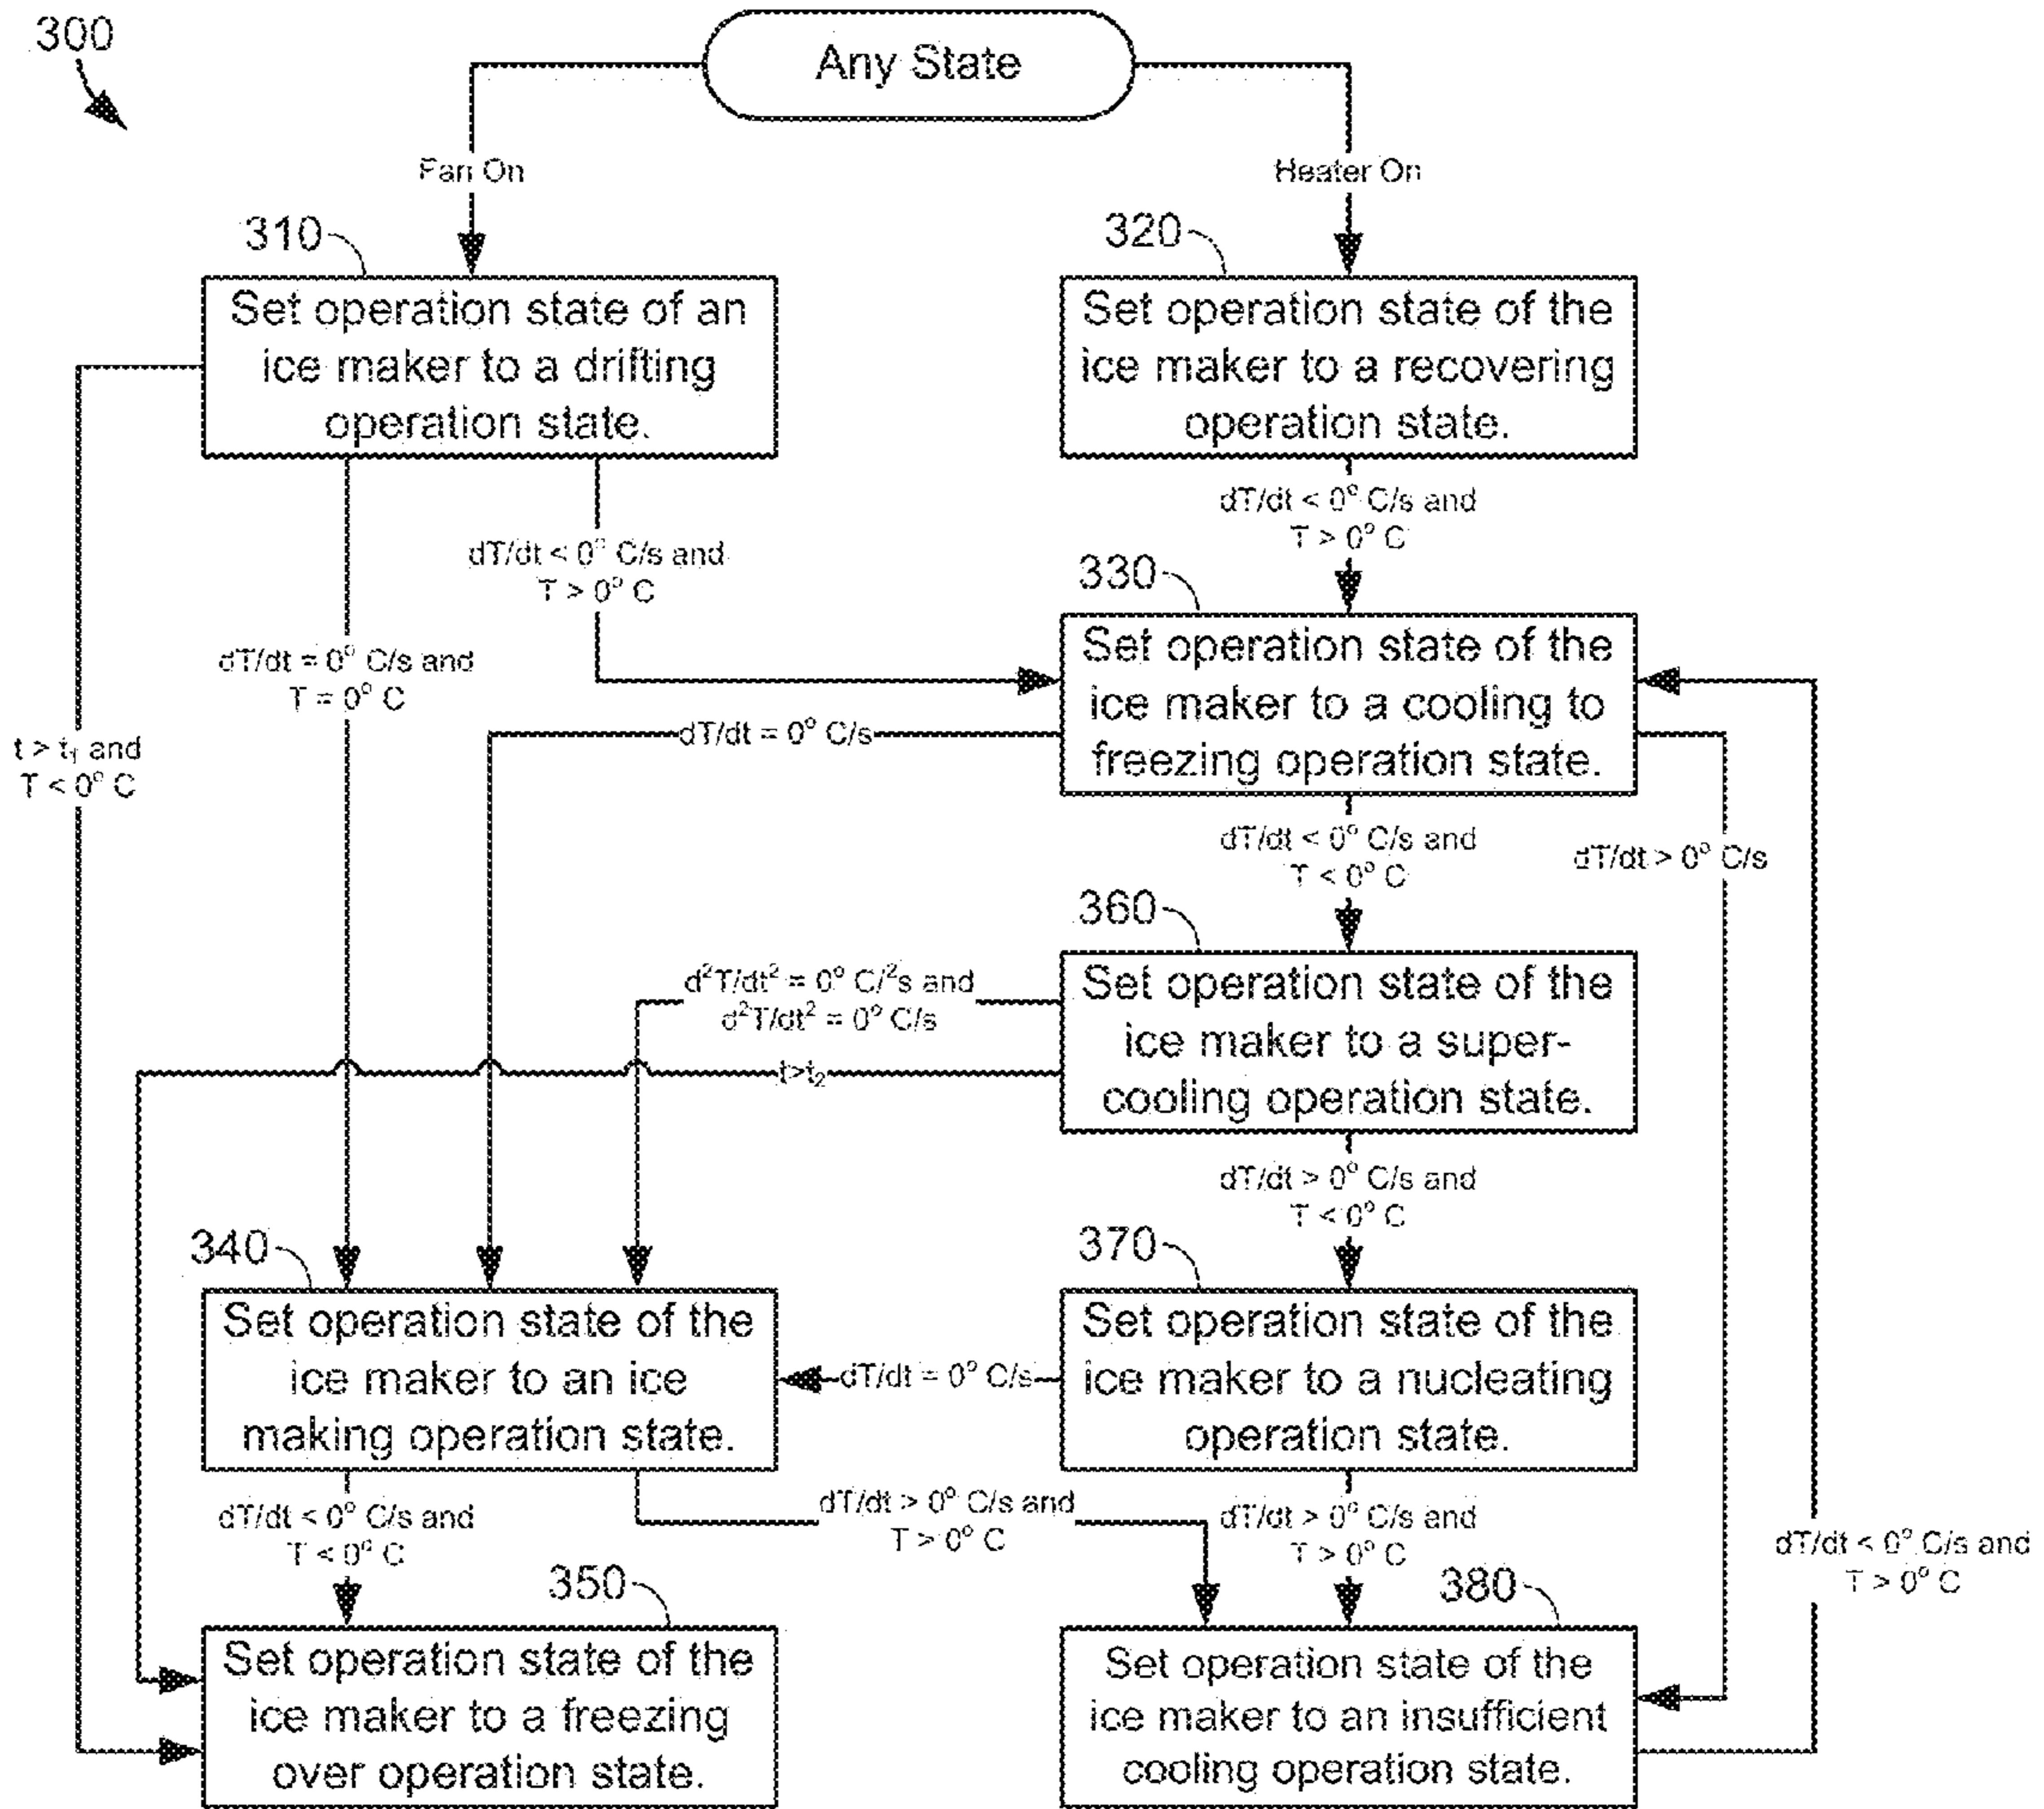 300
Any State
Fan On
Heater On
310
320
Set operation state of an
ice maker to a drifting
operation state.
Set operation state of the
ice maker to a recovering
operation state.
dT/dt < 0° C/s and
T > 0° C
dT/dt < 0° C/s and
T > 0° C
330
dT/dt = 0° C/s and
T = 0° C
Set operation state of the
ice maker to a cooling to
freezing operation state.
t > t₁ and
T < 0° C
dT/dt = 0° C/s
dT/dt < 0° C/s and
T < 0° C
dT/dt > 0° C/s
360
d²T/dt² = 0° C/²s and
d²T/dt² = 0° C/s
Set operation state of the
ice maker to a super-
cooling operation state.
t>t₂
dT/dt > 0° C/s and
T < 0° C
340
370
Set operation state of the
ice maker to an ice
making operation state.
dT/dt = 0° C/s
Set operation state of the
ice maker to a nucleating
operation state.
dT/dt < 0° C/s and
T < 0° C
dT/dt > 0° C/s and
T > 0° C
dT/dt > 0° C/s and
T > 0° C
dT/dt < 0° C/s and
T > 0° C
350
380
Set operation state of the
ice maker to a freezing
over operation state.
Set operation state of the
ice maker to an insufficient
cooling operation state.